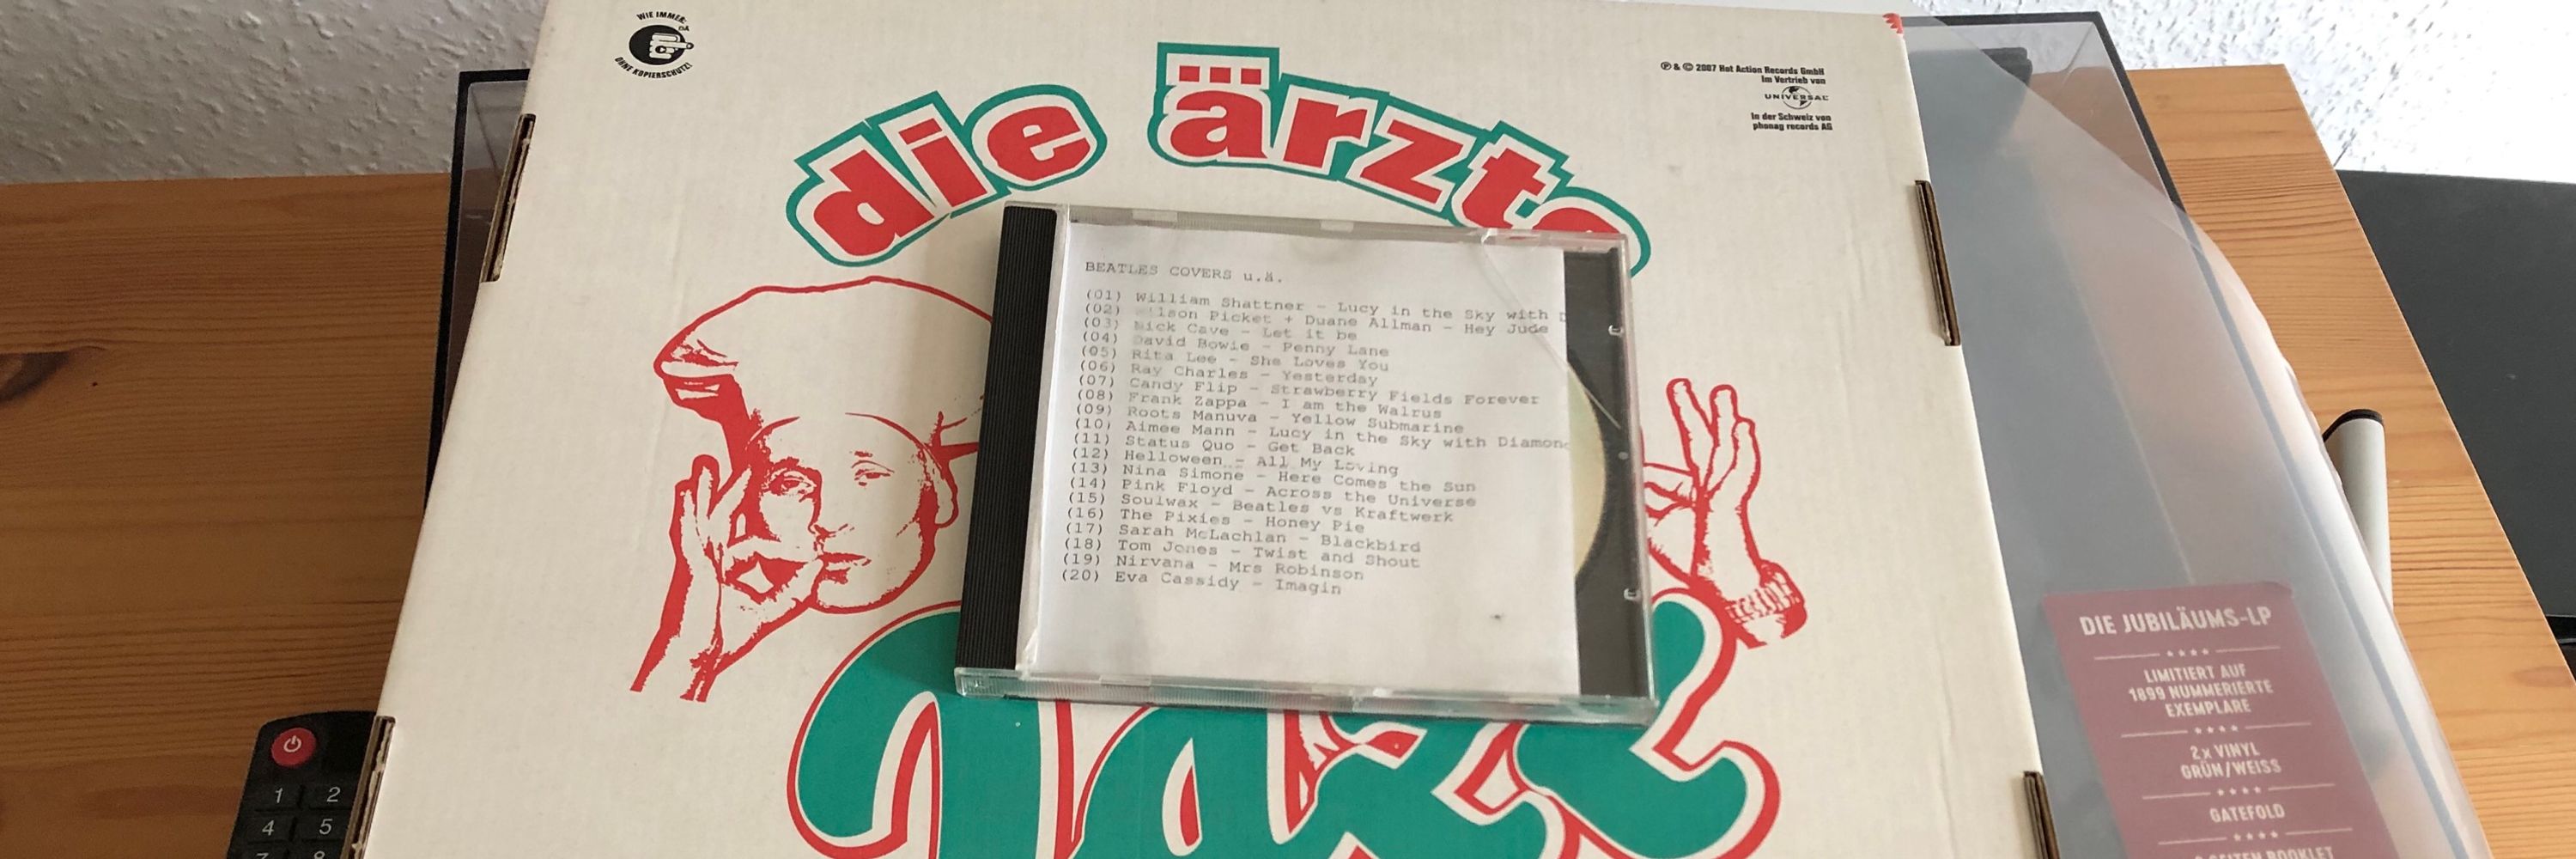 WIE IMMER:
OHNE KOPIERSCHUTZ!
℗ & © 2007 Hot Action Records GmbH
Im Vertrieb von
UNIVERSAL
In der Schweiz von
phonag records AG
die ärzte
BEATLES COVERS u.ä.
(01) William Shattner - Lucy in the Sky with D
(02) Wilson Picket + Duane Allman - Hey Jude
(03) Nick Cave - Let it be
(04) David Bowie - Penny Lane
(05) Rita Lee - She Loves You
(06) Ray Charles - Yesterday
(07) Candy Flip - Strawberry Fields Forever
(08) Frank Zappa - I am the Walrus
(09) Roots Manuva - Yellow Submarine
(10) Aimee Mann - Lucy in the Sky with Diamond
(11) Status Quo - Get Back
(12) Helloween - All My Loving
(13) Nina Simone - Here Comes the Sun
(14) Pink Floyd - Across the Universe
(15) Soulwax - Beatles vs Kraftwerk
(16) The Pixies - Honey Pie
(17) Sarah McLachlan - Blackbird
(18) Tom Jones - Twist and Shout
(19) Nirvana - Mrs Robinson
(20) Eva Cassidy - Imagin
DIE JUBILÄUMS-LP
LIMITIERT AUF
1899 NUMMERIERTE
EXEMPLARE
2x VINYL
GRÜN/WEISS
GATEFOLD
SEITEN BOOKLET
1 2
4 5
7 8